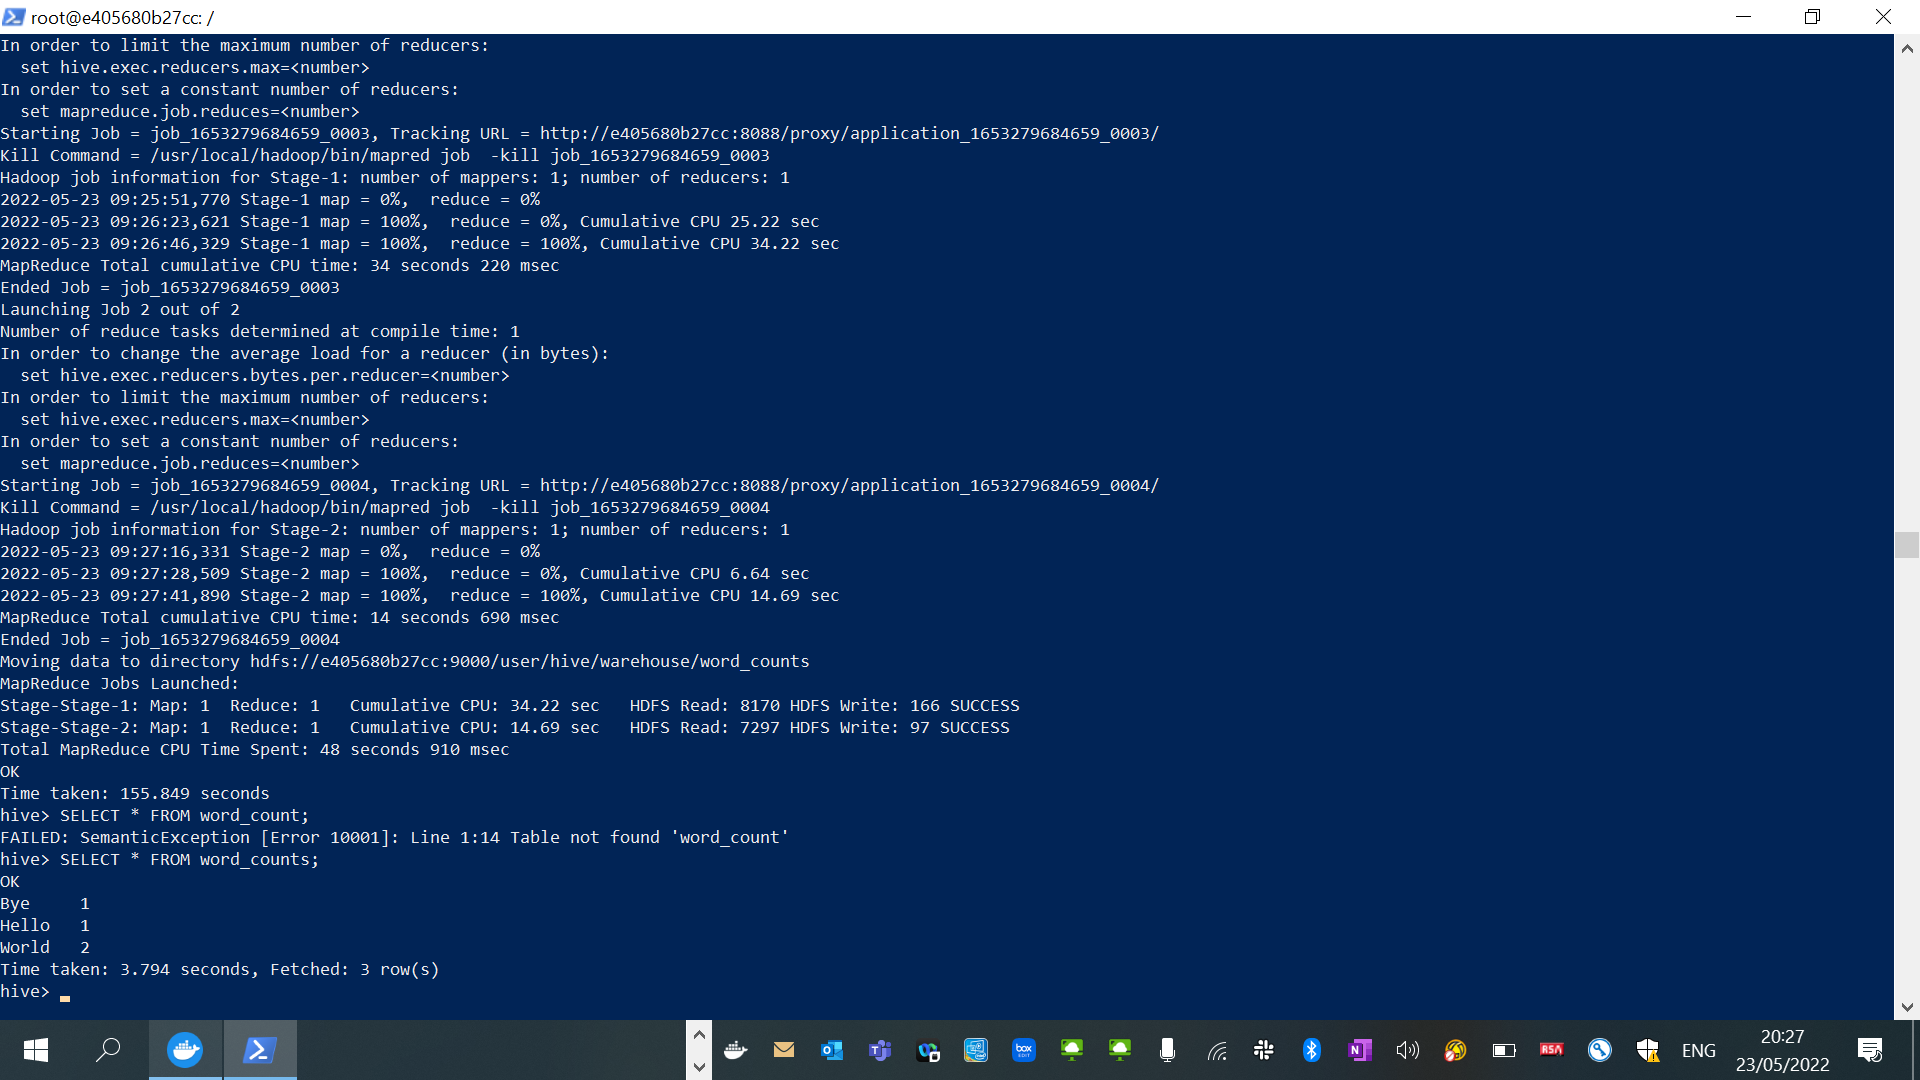 root@e405680b27cc: /
In order to limit the maximum number of reducers:
  set hive.exec.reducers.max=<number>
In order to set a constant number of reducers:
  set mapreduce.job.reduces=<number>
Starting Job = job_1653279684659_0003, Tracking URL = http://e405680b27cc:8088/proxy/application_1653279684659_0003/
Kill Command = /usr/local/hadoop/bin/mapred job  -kill job_1653279684659_0003
Hadoop job information for Stage-1: number of mappers: 1; number of reducers: 1
2022-05-23 09:25:51,770 Stage-1 map = 0%,  reduce = 0%
2022-05-23 09:26:23,621 Stage-1 map = 100%,  reduce = 0%, Cumulative CPU 25.22 sec
2022-05-23 09:26:46,329 Stage-1 map = 100%,  reduce = 100%, Cumulative CPU 34.22 sec
MapReduce Total cumulative CPU time: 34 seconds 220 msec
Ended Job = job_1653279684659_0003
Launching Job 2 out of 2
Number of reduce tasks determined at compile time: 1
In order to change the average load for a reducer (in bytes):
  set hive.exec.reducers.bytes.per.reducer=<number>
In order to limit the maximum number of reducers:
  set hive.exec.reducers.max=<number>
In order to set a constant number of reducers:
  set mapreduce.job.reduces=<number>
Starting Job = job_1653279684659_0004, Tracking URL = http://e405680b27cc:8088/proxy/application_1653279684659_0004/
Kill Command = /usr/local/hadoop/bin/mapred job  -kill job_1653279684659_0004
Hadoop job information for Stage-2: number of mappers: 1; number of reducers: 1
2022-05-23 09:27:16,331 Stage-2 map = 0%,  reduce = 0%
2022-05-23 09:27:28,509 Stage-2 map = 100%,  reduce = 0%, Cumulative CPU 6.64 sec
2022-05-23 09:27:41,890 Stage-2 map = 100%,  reduce = 100%, Cumulative CPU 14.69 sec
MapReduce Total cumulative CPU time: 14 seconds 690 msec
Ended Job = job_1653279684659_0004
Moving data to directory hdfs://e405680b27cc:9000/user/hive/warehouse/word_counts
MapReduce Jobs Launched:
Stage-Stage-1: Map: 1  Reduce: 1   Cumulative CPU: 34.22 sec   HDFS Read: 8170 HDFS Write: 166 SUCCESS
Stage-Stage-2: Map: 1  Reduce: 1   Cumulative CPU: 14.69 sec   HDFS Read: 7297 HDFS Write: 97 SUCCESS
Total MapReduce CPU Time Spent: 48 seconds 910 msec
OK
Time taken: 155.849 seconds
hive> SELECT * FROM word_count;
FAILED: SemanticException [Error 10001]: Line 1:14 Table not found 'word_count'
hive> SELECT * FROM word_counts;
OK
Bye     1
Hello   1
World   2
Time taken: 3.794 seconds, Fetched: 3 row(s)
hive>
box
EDIT
RSA
ENG
20:27
23/05/2022